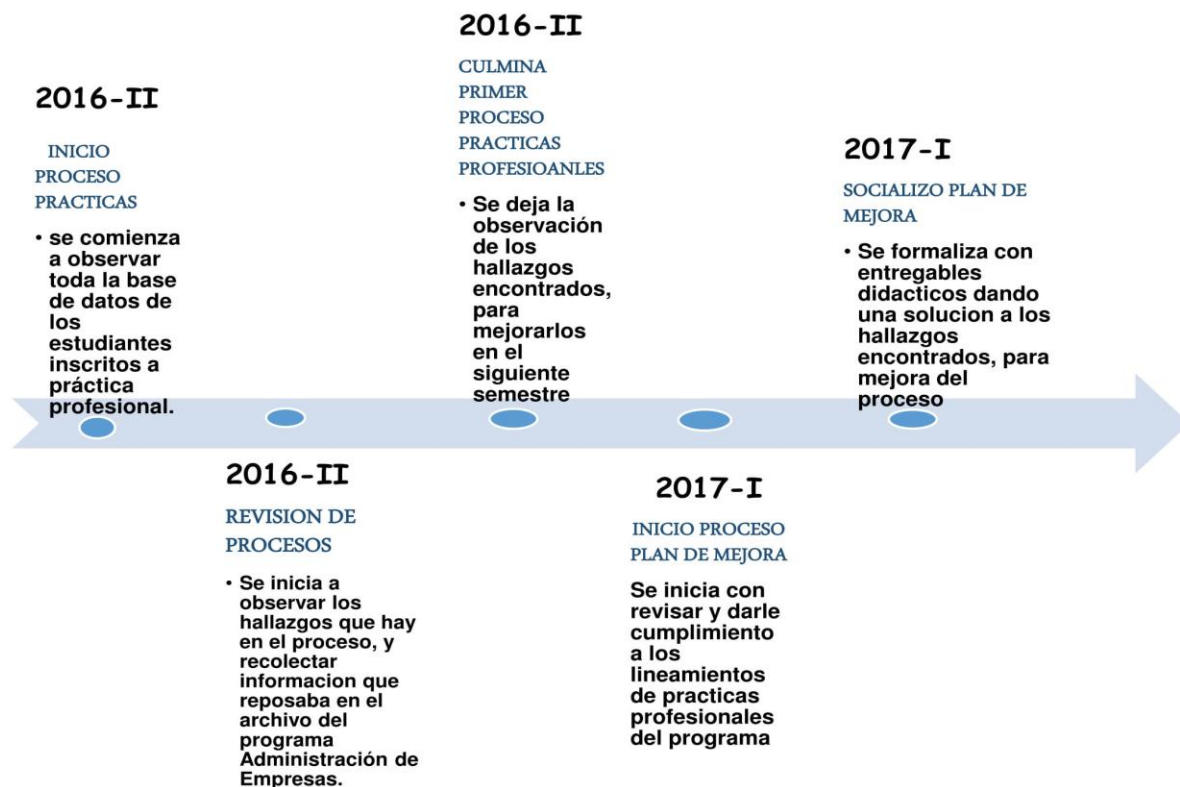 2016-II
INICIO
PROCESO
PRACTICAS
• se comienza
a observar
toda la base
de datos de
los
estudiantes
inscritos a
práctica
profesional.
2016-II
REVISION DE
PROCESOS
• Se inicia a
observar los
hallazgos que hay
en el proceso, y
recolectar
informacion que
reposaba en el
archivo del
programa
Administración de
Empresas.
2016-II
CULMINA
PRIMER
PROCESO
PRACTICAS
PROFESIOANLES
• Se deja la
observación
de los
hallazgos
encontrados,
para
mejorarlos
en el
siguiente
semestre
2017-I
INICIO PROCESO
PLAN DE MEJORA
Se inicia con
revisar y darle
cumplimiento
a los
lineamientos
de practicas
profesionales
del programa
2017-I
SOCIALIZO PLAN DE
MEJORA
• Se formaliza con
entregables
didacticos dando
una solucion a los
hallazgos
encontrados, para
mejora del
proceso